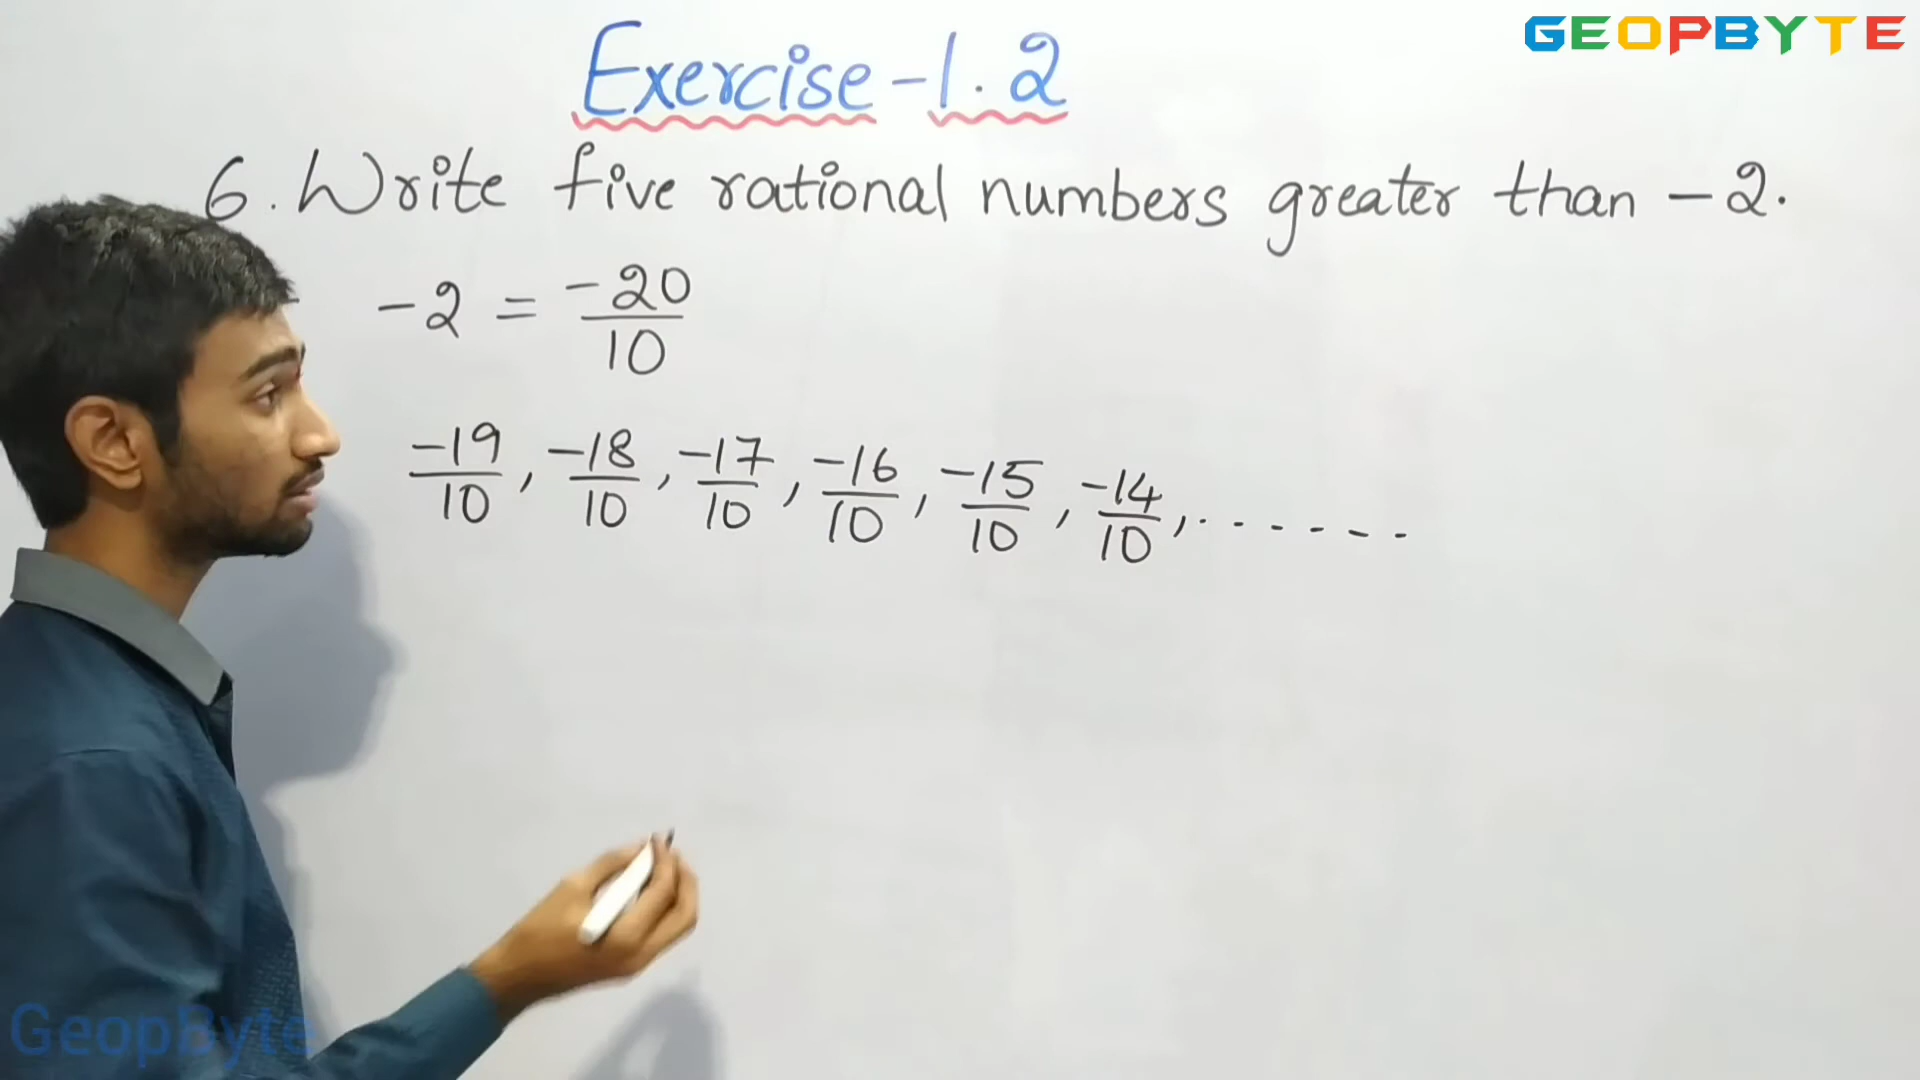 GEOPBYTE
Exercise-1.2
6. Write five rational numbers greater than -2.
-2 = -20/10
-19/10, -18/10, -17/10, -16/10, -15/10, -14/10, . . . . . .
GeopByte